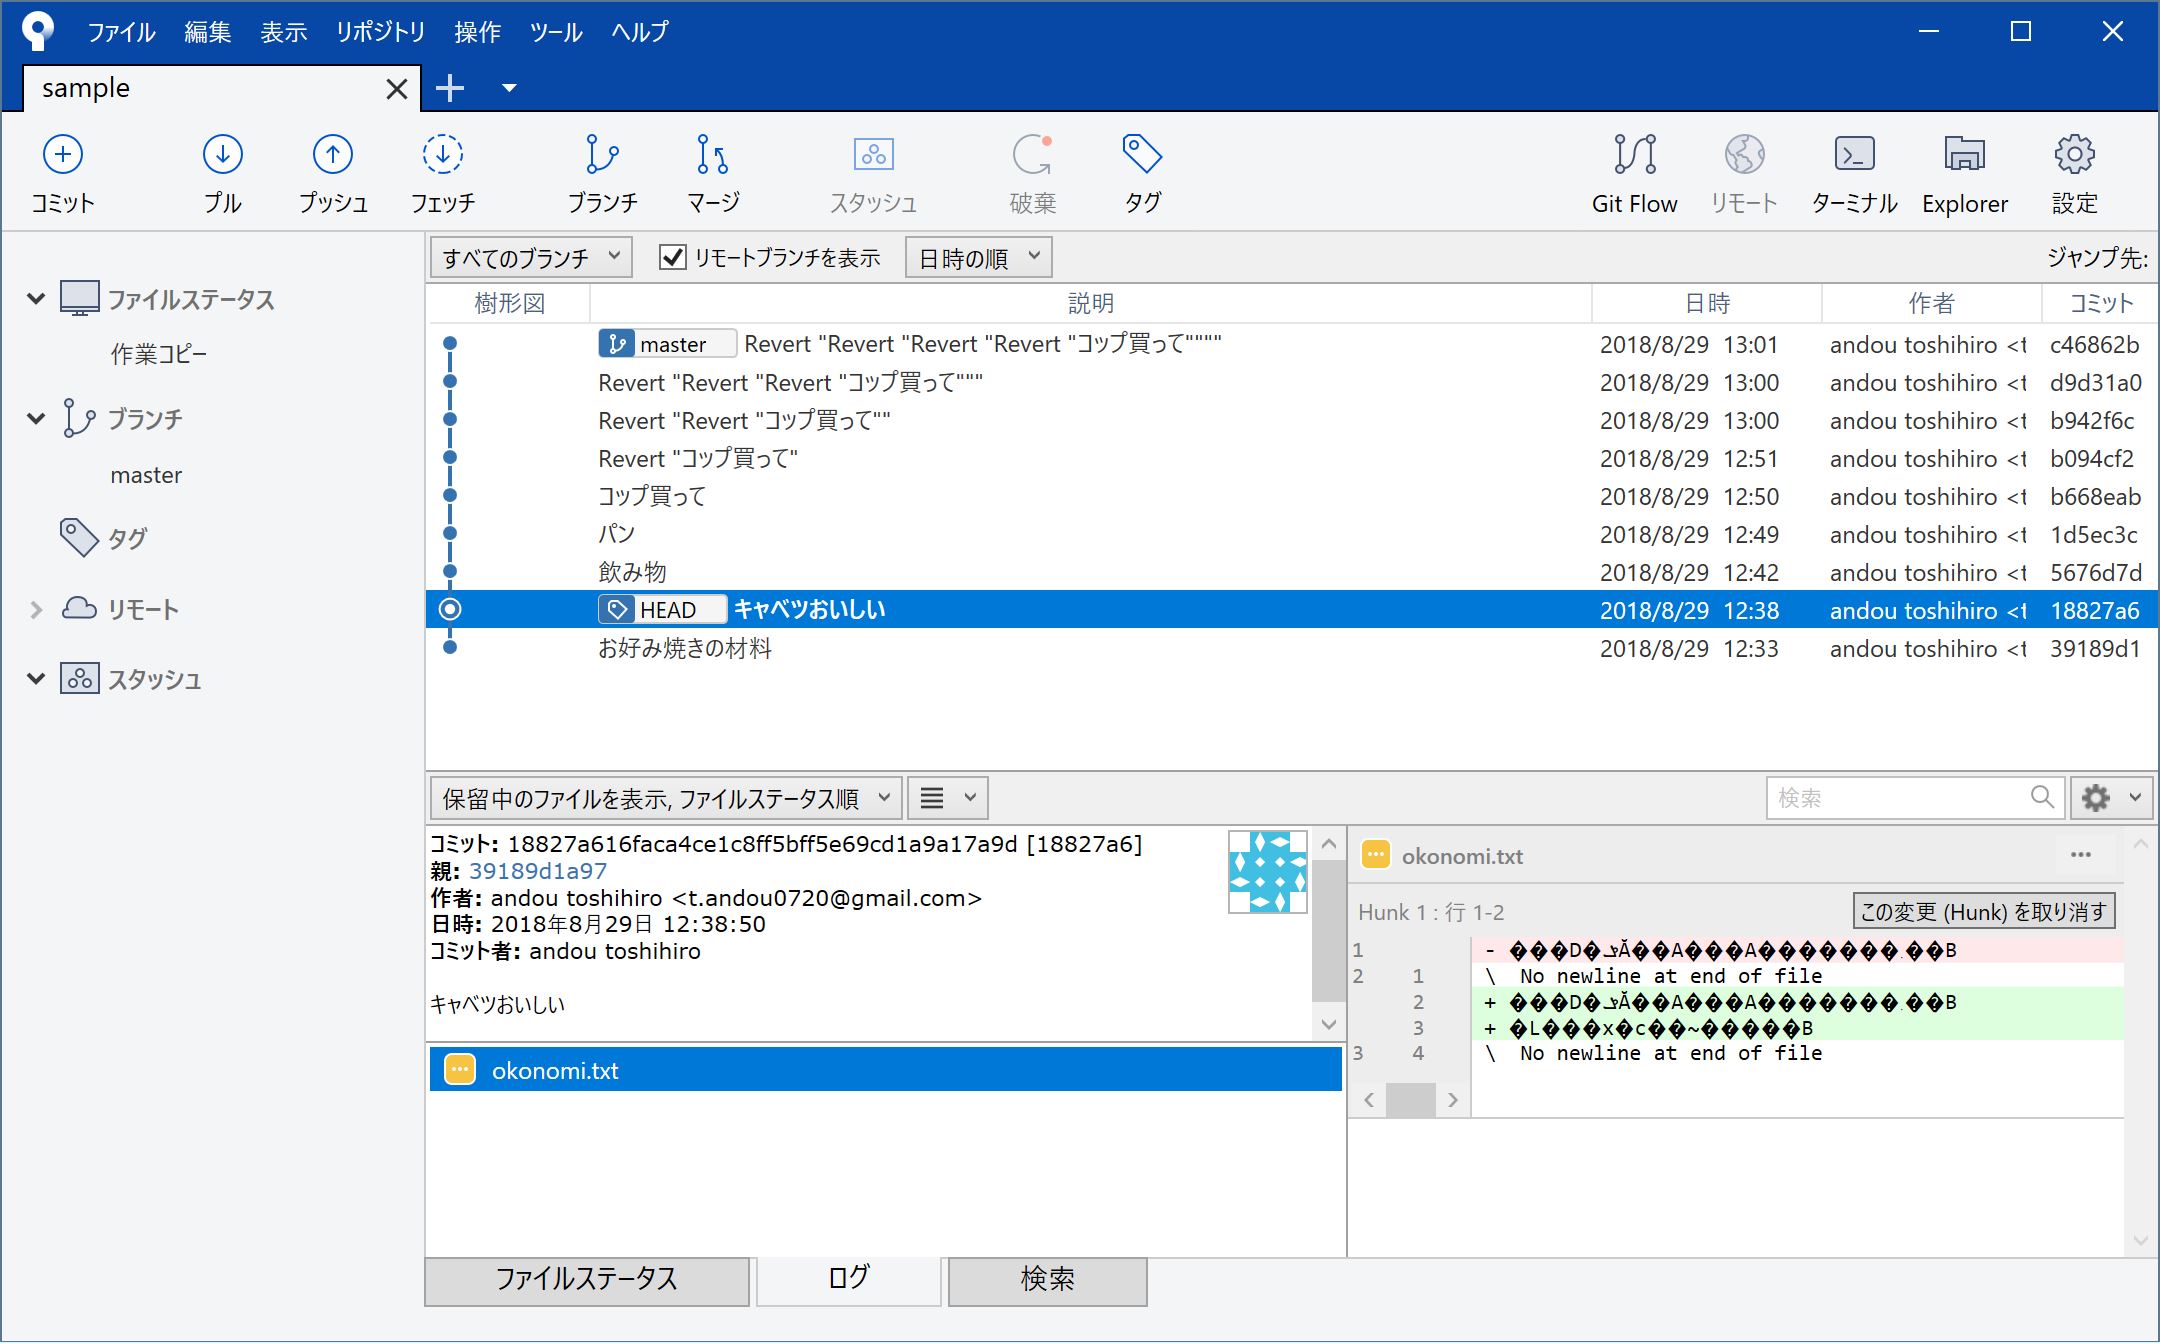 ファイル 編集 表示 リポジトリ 操作 ツール ヘルプ
sample
コミット プル プッシュ フェッチ ブランチ マージ スタッシュ 破棄 タグ Git Flow リモート ターミナル Explorer 設定
ファイルステータス
作業コピー
ブランチ
master
タグ
リモート
スタッシュ
すべてのブランチ リモートブランチを表示 日時の順 ジャンプ先:
樹形図 説明 日時 作者 コミット
master Revert "Revert "Revert "Revert "コップ買って"""" 2018/8/29 13:01 andou toshihiro <t c46862b
Revert "Revert "Revert "コップ買って""" 2018/8/29 13:00 andou toshihiro <t d9d31a0
Revert "Revert "コップ買って"" 2018/8/29 13:00 andou toshihiro <t b942f6c
Revert "コップ買って" 2018/8/29 12:51 andou toshihiro <t b094cf2
コップ買って 2018/8/29 12:50 andou toshihiro <t b668eab
パン 2018/8/29 12:49 andou toshihiro <t 1d5ec3c
飲み物 2018/8/29 12:42 andou toshihiro <t 5676d7d
HEAD キャベツおいしい 2018/8/29 12:38 andou toshihiro <t 18827a6
お好み焼きの材料 2018/8/29 12:33 andou toshihiro <t 39189d1
保留中のファイルを表示, ファイルステータス順 検索
コミット: 18827a616faca4ce1c8ff5bff5e69cd1a9a17a9d [18827a6]
親: 39189d1a97
作者: andou toshihiro <t.andou0720@gmail.com>
日時: 2018年8月29日 12:38:50
コミット者: andou toshihiro
キャベツおいしい
okonomi.txt
okonomi.txt
Hunk 1 : 行 1-2 この変更 (Hunk) を取り消す
1 - ���D�ݍĂ��A���A�������܂��B
2 1 \ No newline at end of file
2 + ���D�ݍĂ��A���A�������܂��B
3 + �L���x�c��~�����B
3 4 \ No newline at end of file
ファイルステータス ログ 検索